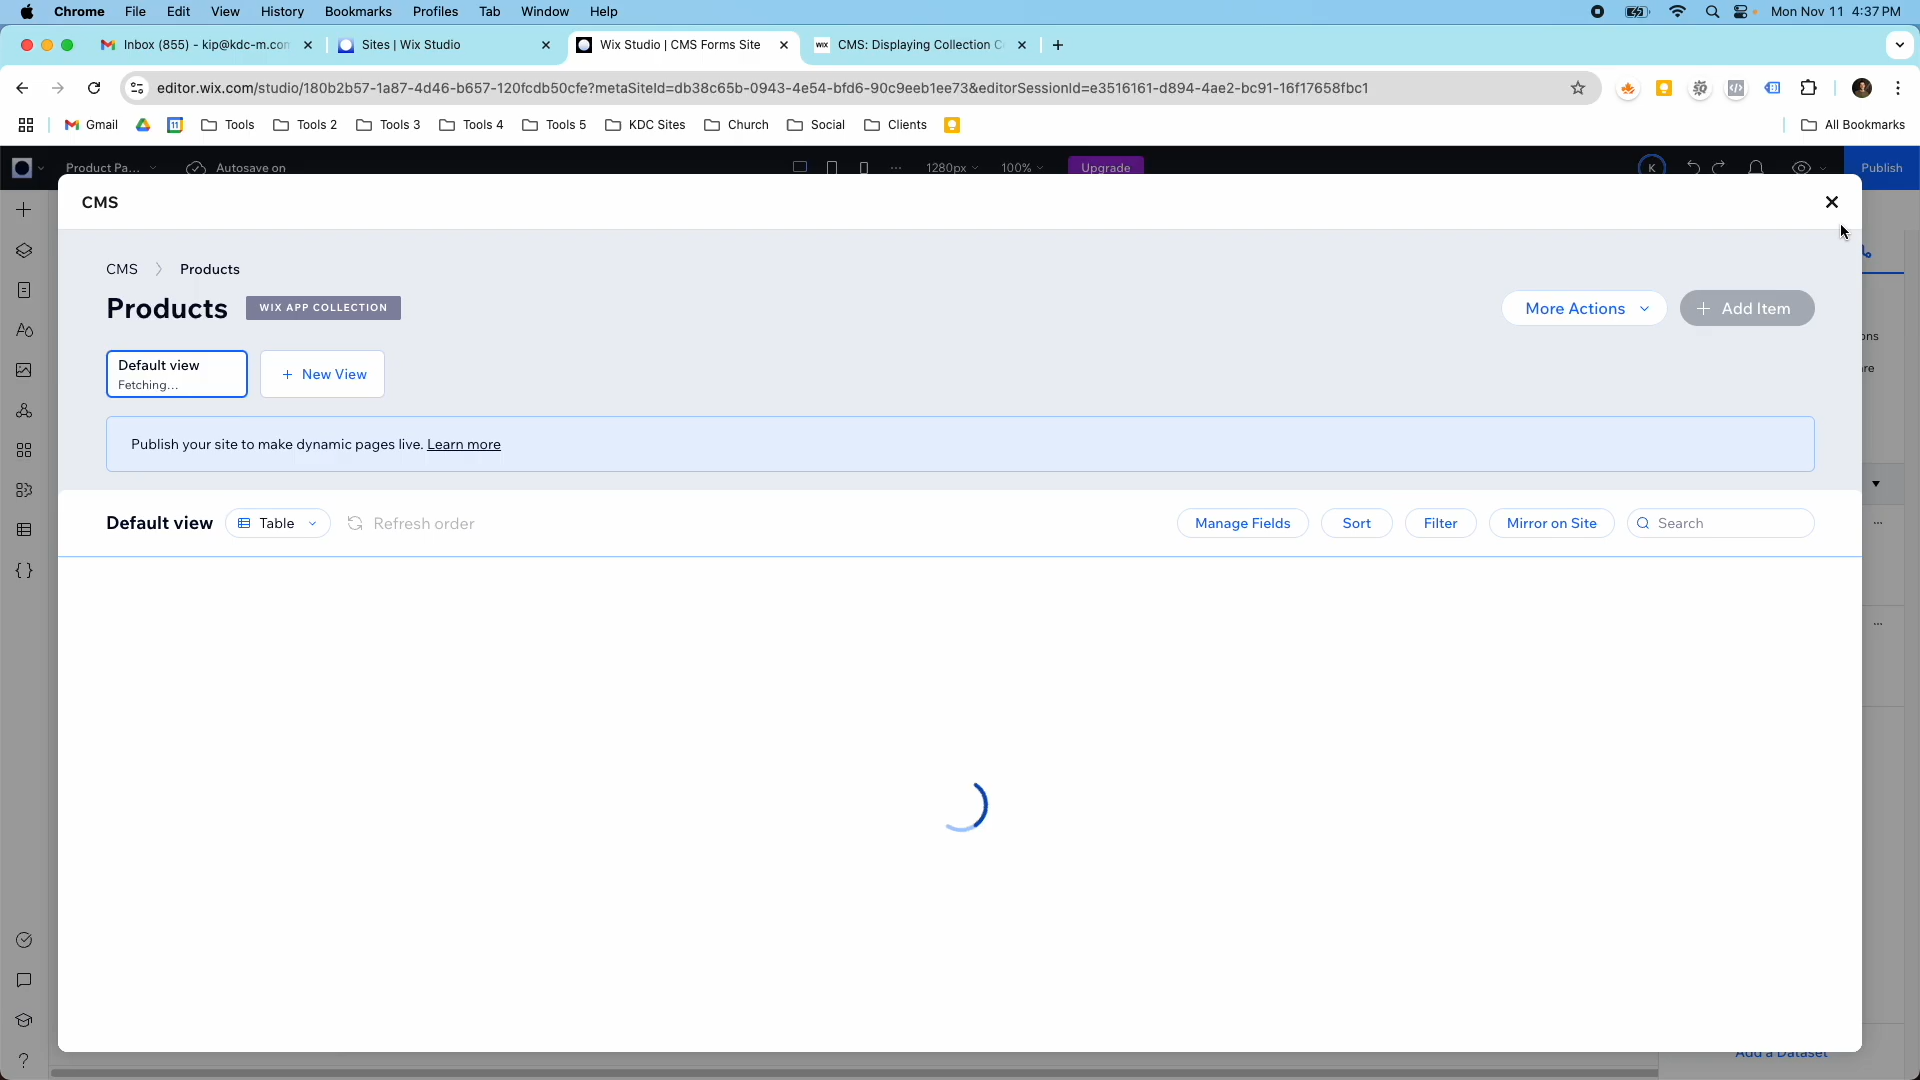 Chrome File Edit View History Bookmarks Profiles Tab Window Help Mon Nov 11 4:37 PM
Inbox (855) - kip@kdc-m.con Sites | Wix Studio Wix Studio | CMS Forms Site WIX CMS: Displaying Collection C
editor.wix.com/studio/180b2b57-1a87-4d46-b657-120fcdb50cfe?metaSiteId=db38c65b-0943-4e54-bfd6-90c9eeb1ee73&editorSessionId=e3516161-d894-4ae2-bc91-16f17658fbc1
Gmail Tools Tools 2 Tools 3 Tools 4 Tools 5 KDC Sites Church Social Clients All Bookmarks
Product Pa... Autosave on 1280px 100% Upgrade K Publish
CMS
CMS Products
Products WIX APP COLLECTION More Actions + Add Item
Default view
Fetching...
+ New View
Publish your site to make dynamic pages live. Learn more
Default view Table Refresh order Manage Fields Sort Filter Mirror on Site Search
Add a Dataset